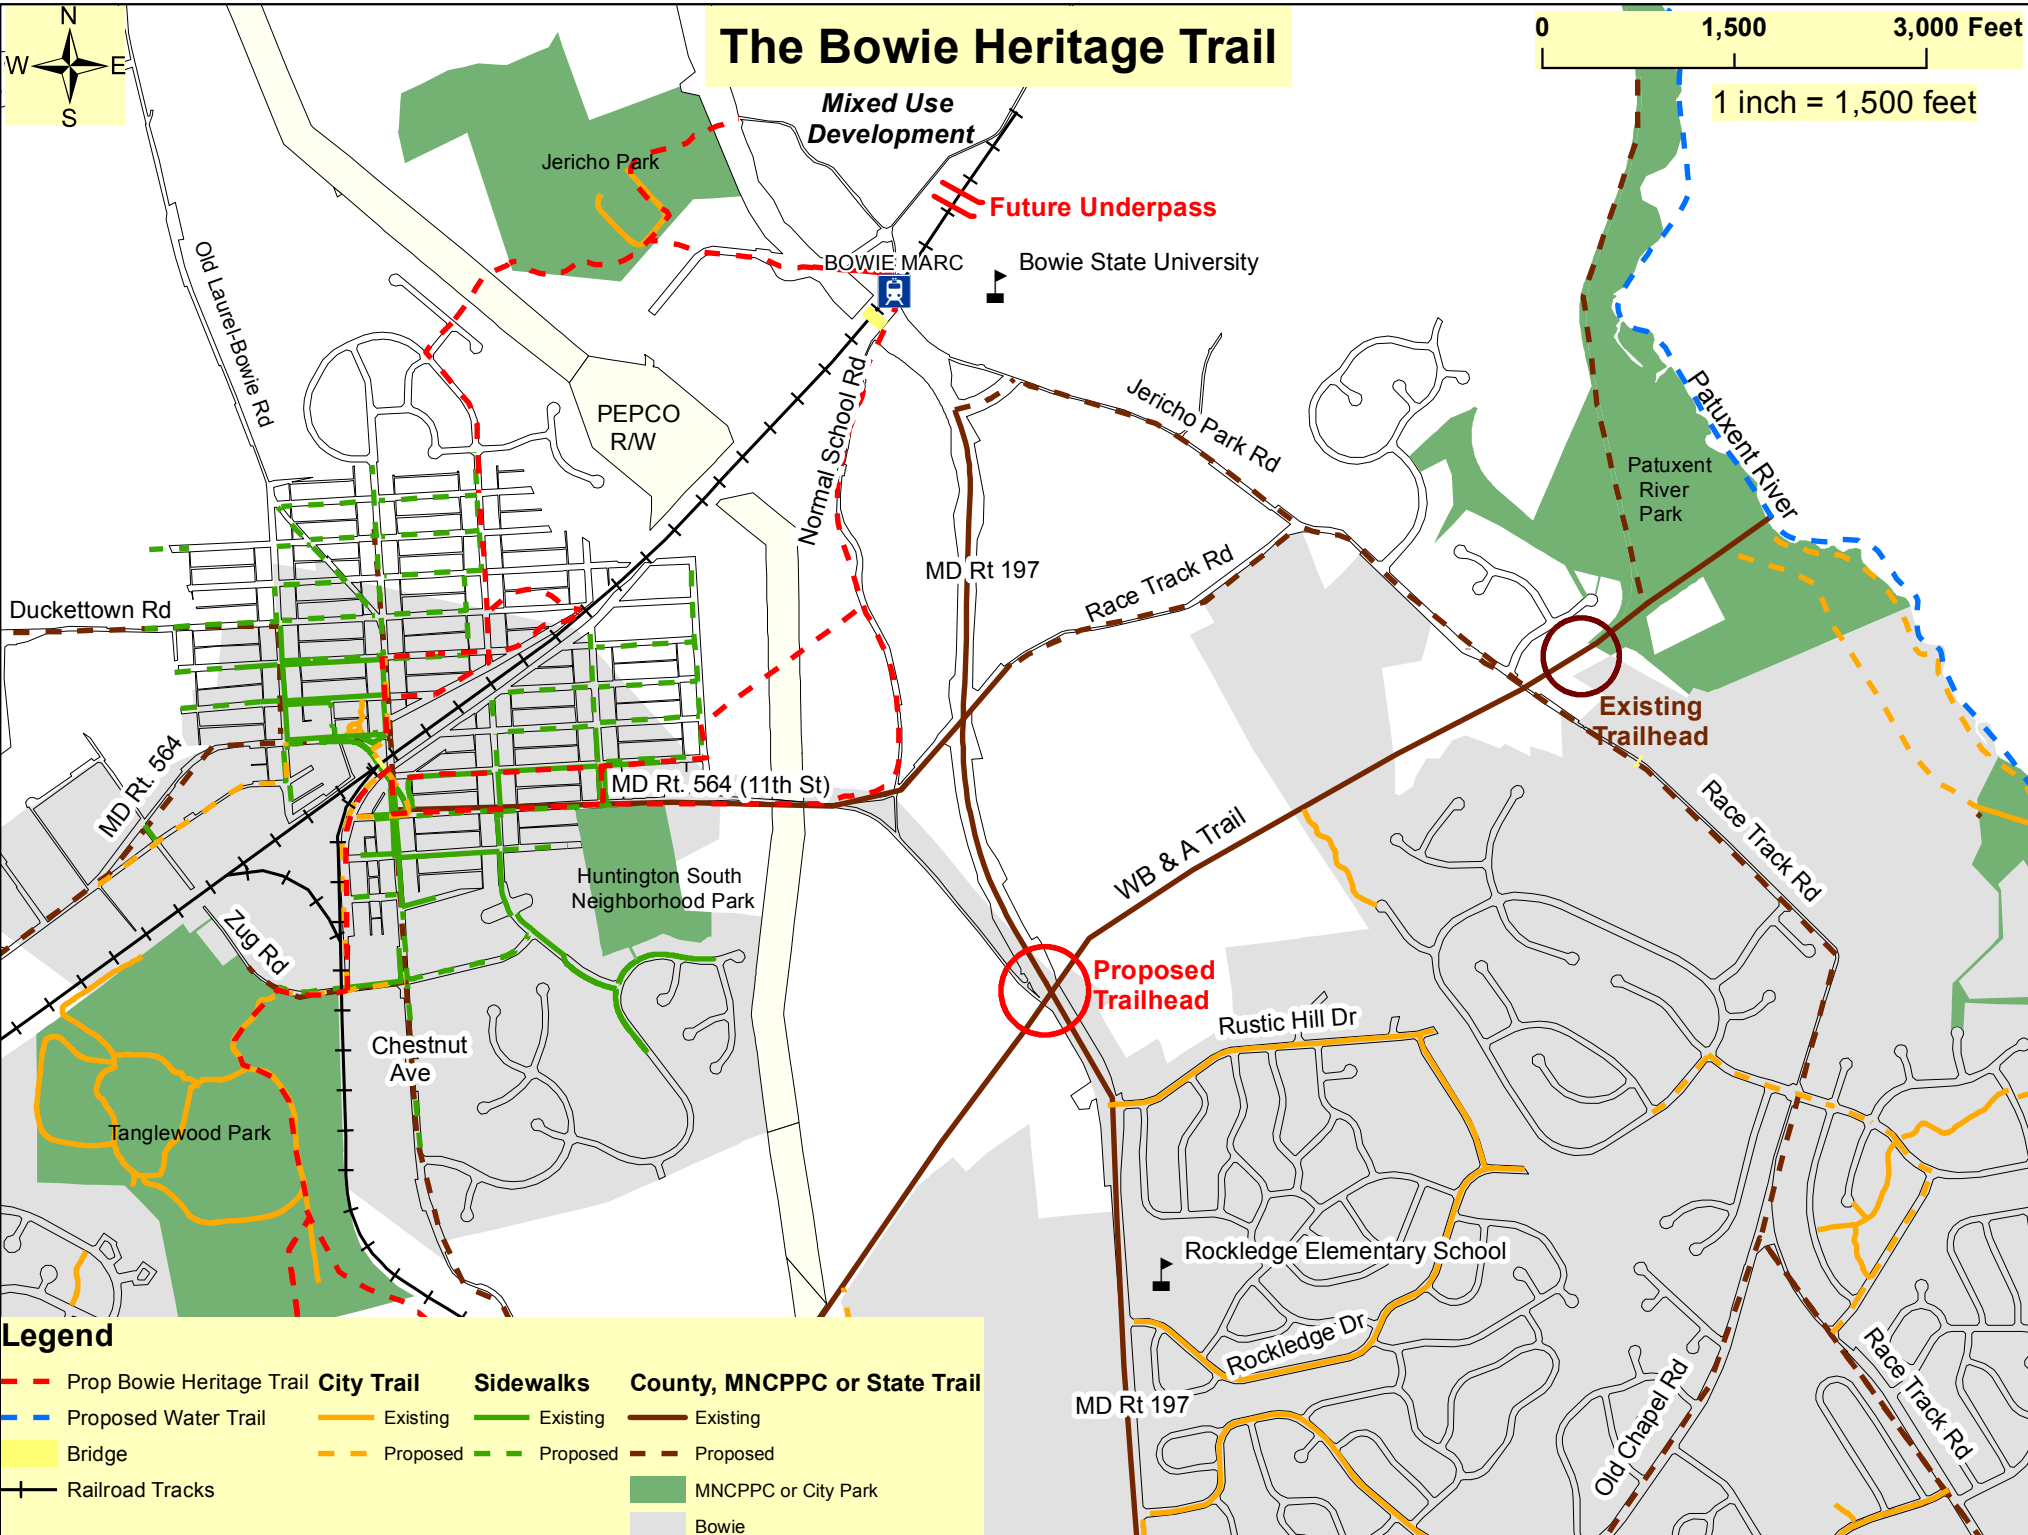 The Bowie Heritage Trail
N
W
E
S
0
1,500
3,000 Feet
1 inch = 1,500 feet
Mixed Use
Development
Jericho Park
Future Underpass
BOWIE MARC
Bowie State University
Old Laurel-Bowie Rd
PEPCO
R/W
Normal School Rd
Jericho Park Rd
Patuxent River
Patuxent
River
Park
MD Rt 197
Race Track Rd
Duckettown Rd
Existing
Trailhead
MD Rt. 564
MD Rt. 564 (11th St)
Race Track Rd
WB & A Trail
Huntington South
Neighborhood Park
Zug Rd
Proposed
Trailhead
Rustic Hill Dr
Chestnut
Ave
Tanglewood Park
Rockledge Elementary School
Rockledge Dr
MD Rt 197
Old Chapel Rd
Race Track Rd
Legend
Prop Bowie Heritage Trail
Proposed Water Trail
Bridge
Railroad Tracks
City Trail
Existing
Proposed
Sidewalks
Existing
Proposed
County, MNCPPC or State Trail
Existing
Proposed
MNCPPC or City Park
Bowie